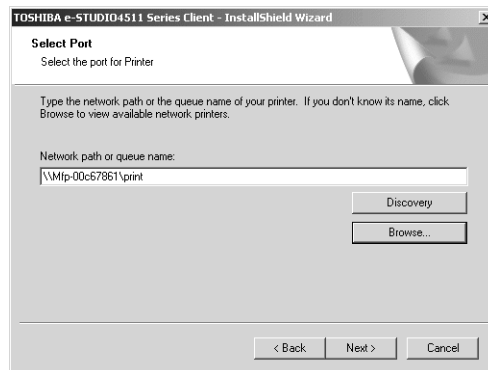 TOSHIBA e-STUDIO4511 Series Client - InstallShield Wizard
Select Port
Select the port for Printer
Type the network path or the queue name of your printer. If you don't know its name, click
Browse to view available network printers.
Network path or queue name:
\\Mfp-00c67861\print
Discovery
Browse...
< Back
Next >
Cancel